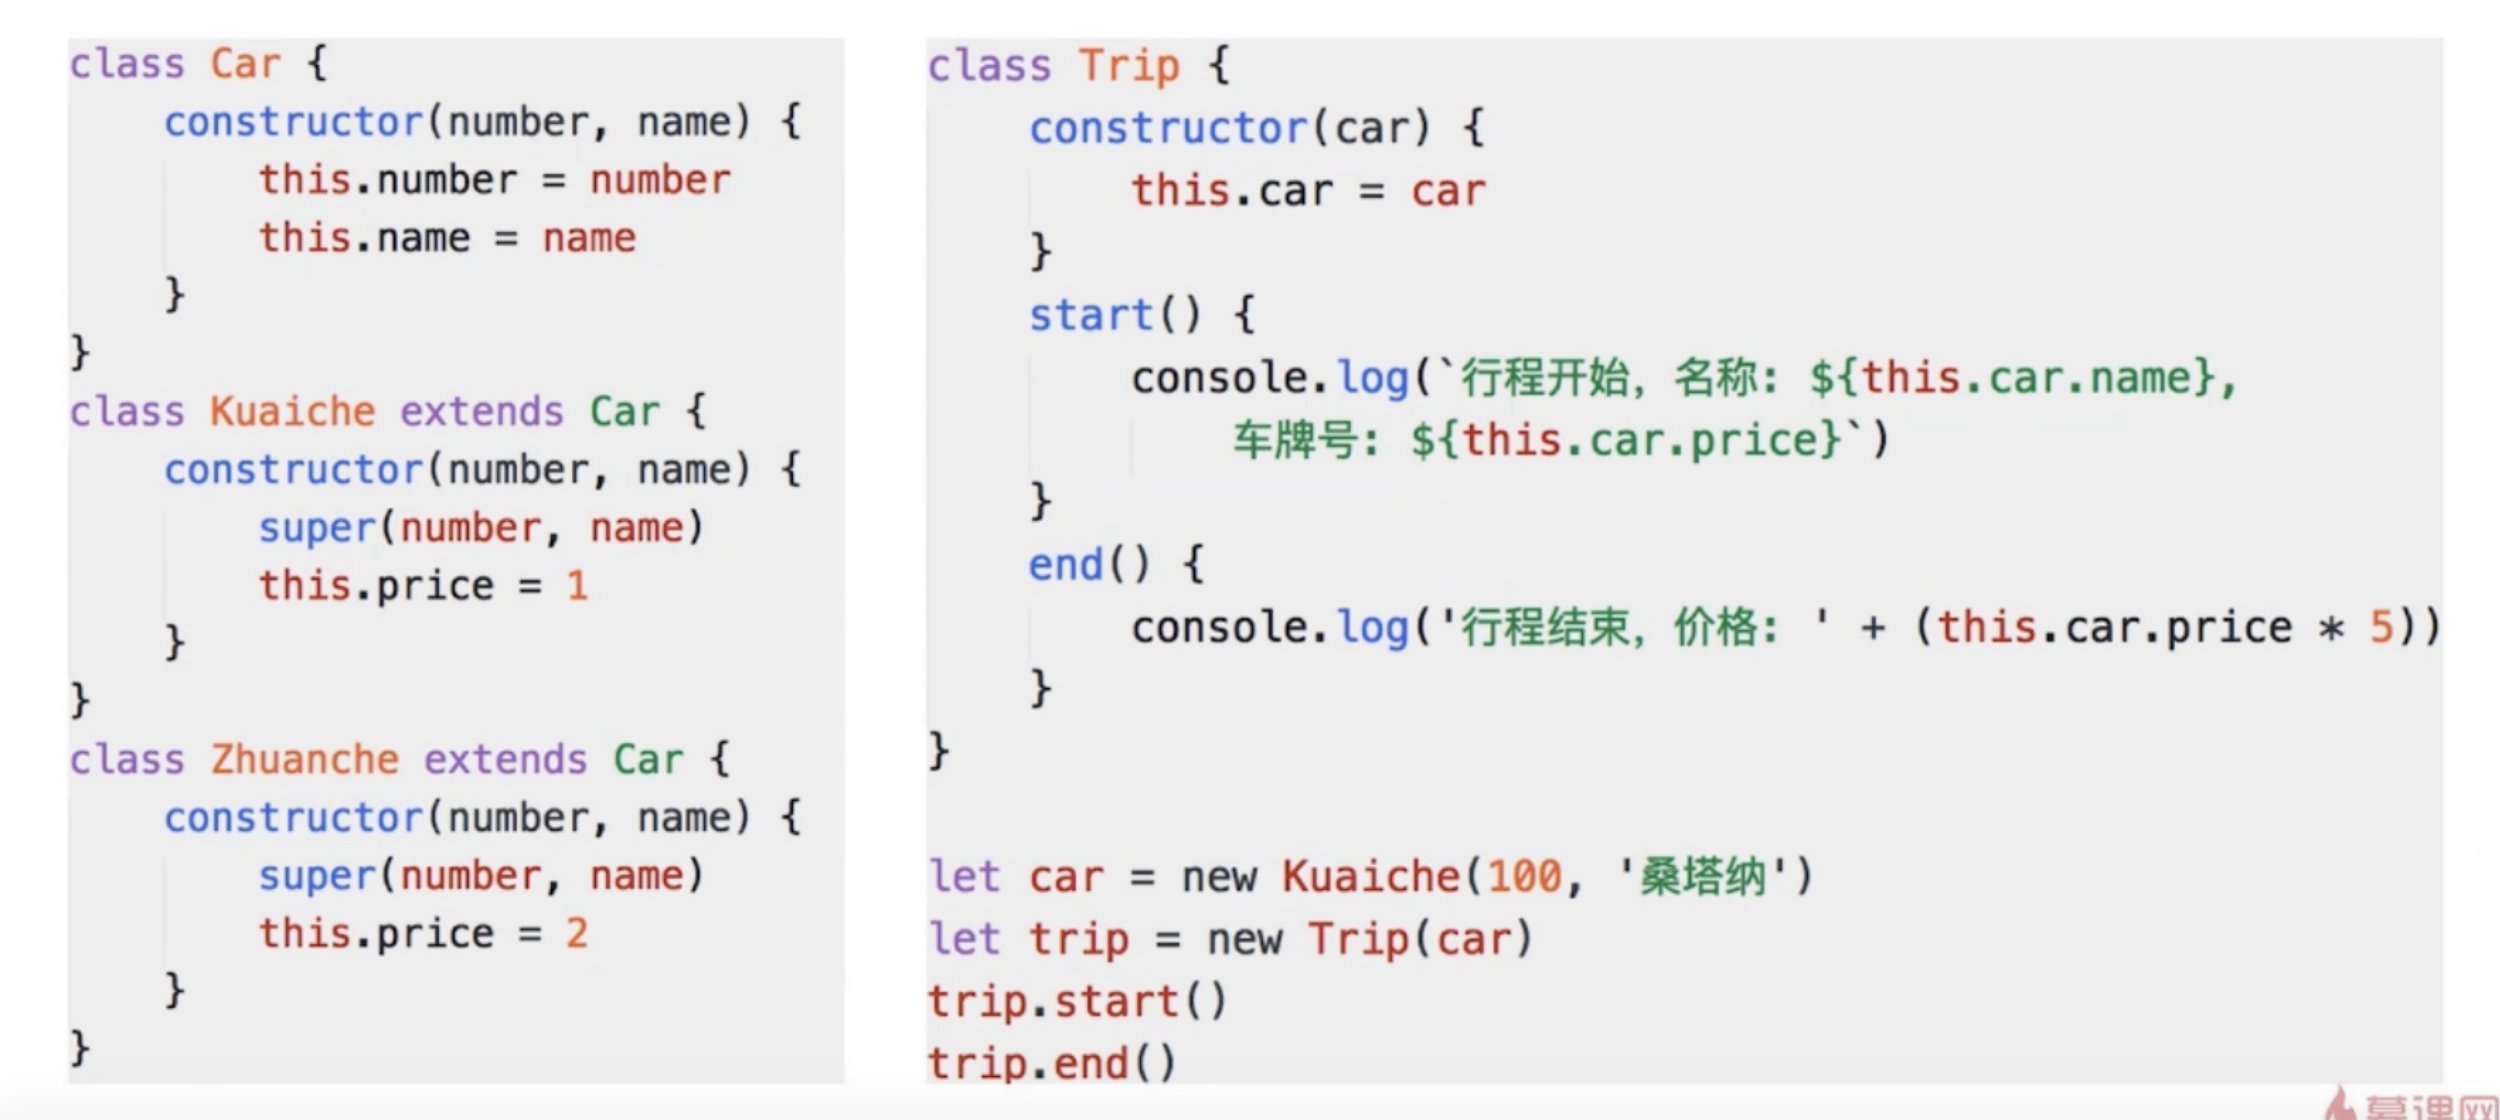 class Car {
    constructor(number, name) {
        this.number = number
        this.name = name
    }
}
class Kuaiche extends Car {
    constructor(number, name) {
        super(number, name)
        this.price = 1
    }
}
class Zhuanche extends Car {
    constructor(number, name) {
        super(number, name)
        this.price = 2
    }
}
class Trip {
    constructor(car) {
        this.car = car
    }
    start() {
        console.log(`行程开始, 名称: ${this.car.name},
            车牌号: ${this.car.price}`)
    }
    end() {
        console.log('行程结束, 价格: ' + (this.car.price * 5))
    }
}
let car = new Kuaiche(100, '桑塔纳')
let trip = new Trip(car)
trip.start()
trip.end()
慕课网